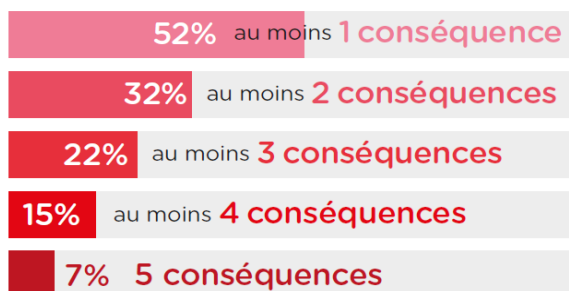 52% au moins 1 conséquence
32% au moins 2 conséquences
22% au moins 3 conséquences
15% au moins 4 conséquences
7% 5 conséquences